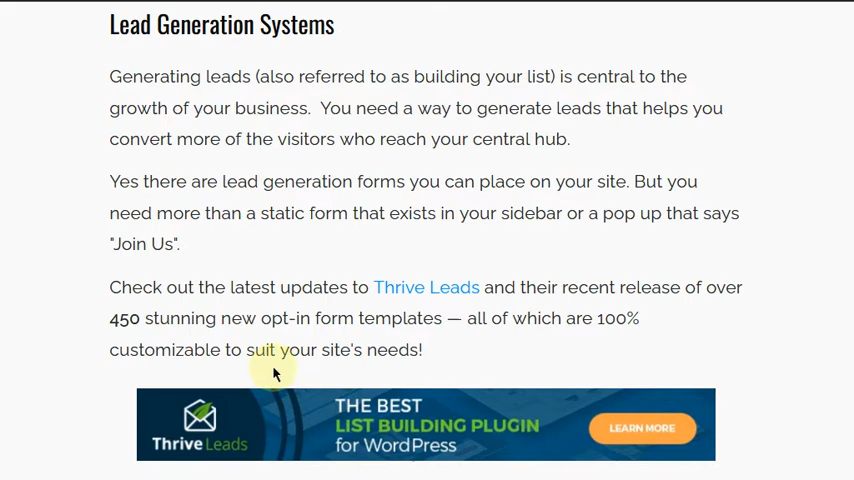 Lead Generation Systems
Generating leads (also referred to as building your list) is central to the
growth of your business.  You need a way to generate leads that helps you
convert more of the visitors who reach your central hub.
Yes there are lead generation forms you can place on your site. But you
need more than a static form that exists in your sidebar or a pop up that says
"Join Us".
Check out the latest updates to Thrive Leads and their recent release of over
450 stunning new opt-in form templates — all of which are 100%
customizable to suit your site's needs!
Thrive Leads
THE BEST
LIST BUILDING PLUGIN
for WordPress
LEARN MORE